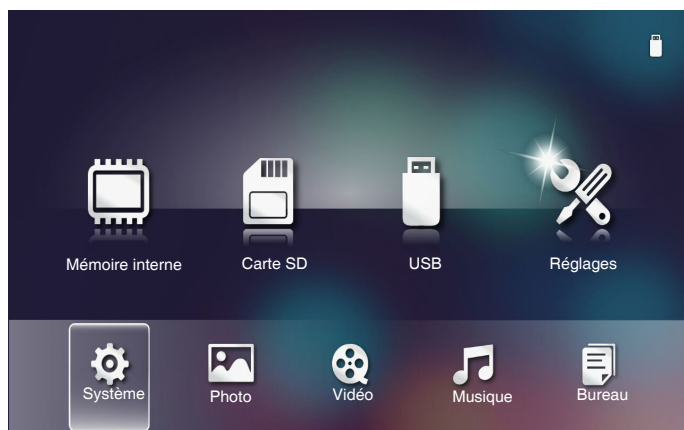 Mémoire interne
Carte SD
USB
Réglages
Système
Photo
Vidéo
Musique
Bureau